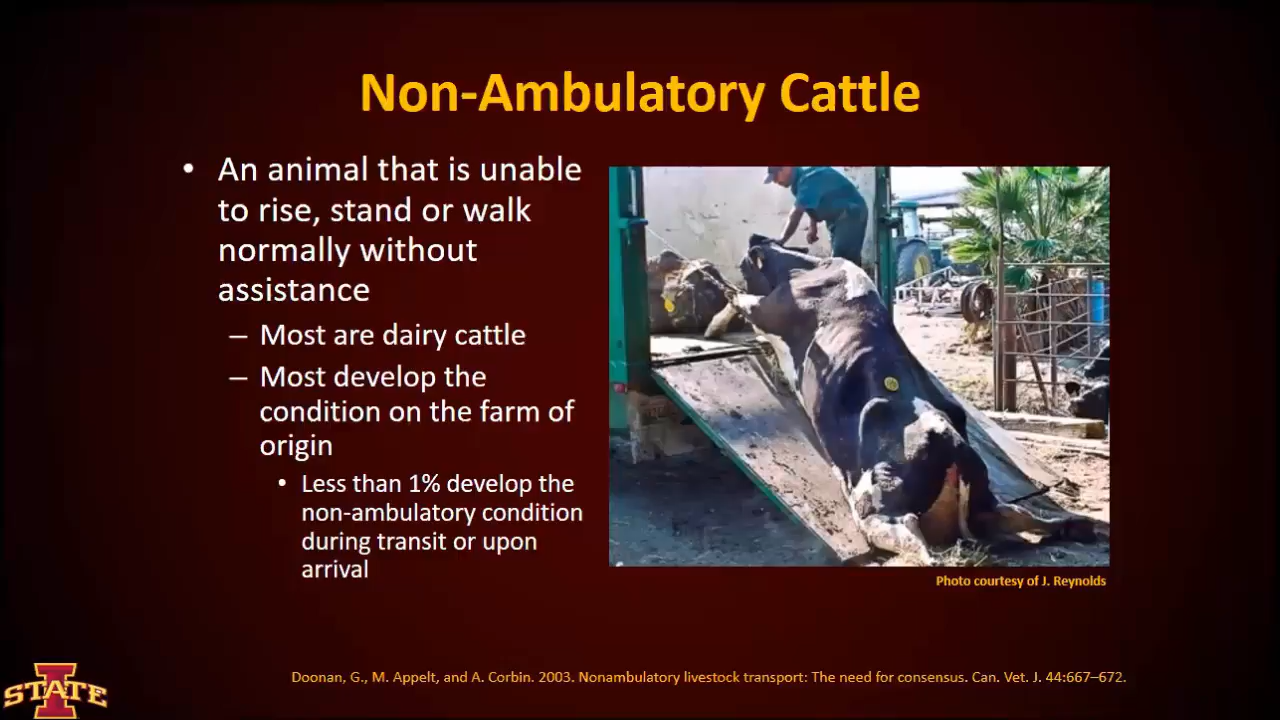 Non-Ambulatory Cattle
• An animal that is unable
to rise, stand or walk
normally without
assistance
– Most are dairy cattle
– Most develop the
condition on the farm of
origin
• Less than 1% develop the
non-ambulatory condition
during transit or upon
arrival
Photo courtesy of J. Reynolds
Doonan, G., M. Appelt, and A. Corbin. 2003. Nonambulatory livestock transport: The need for consensus. Can. Vet. J. 44:667–672.
I
STATE